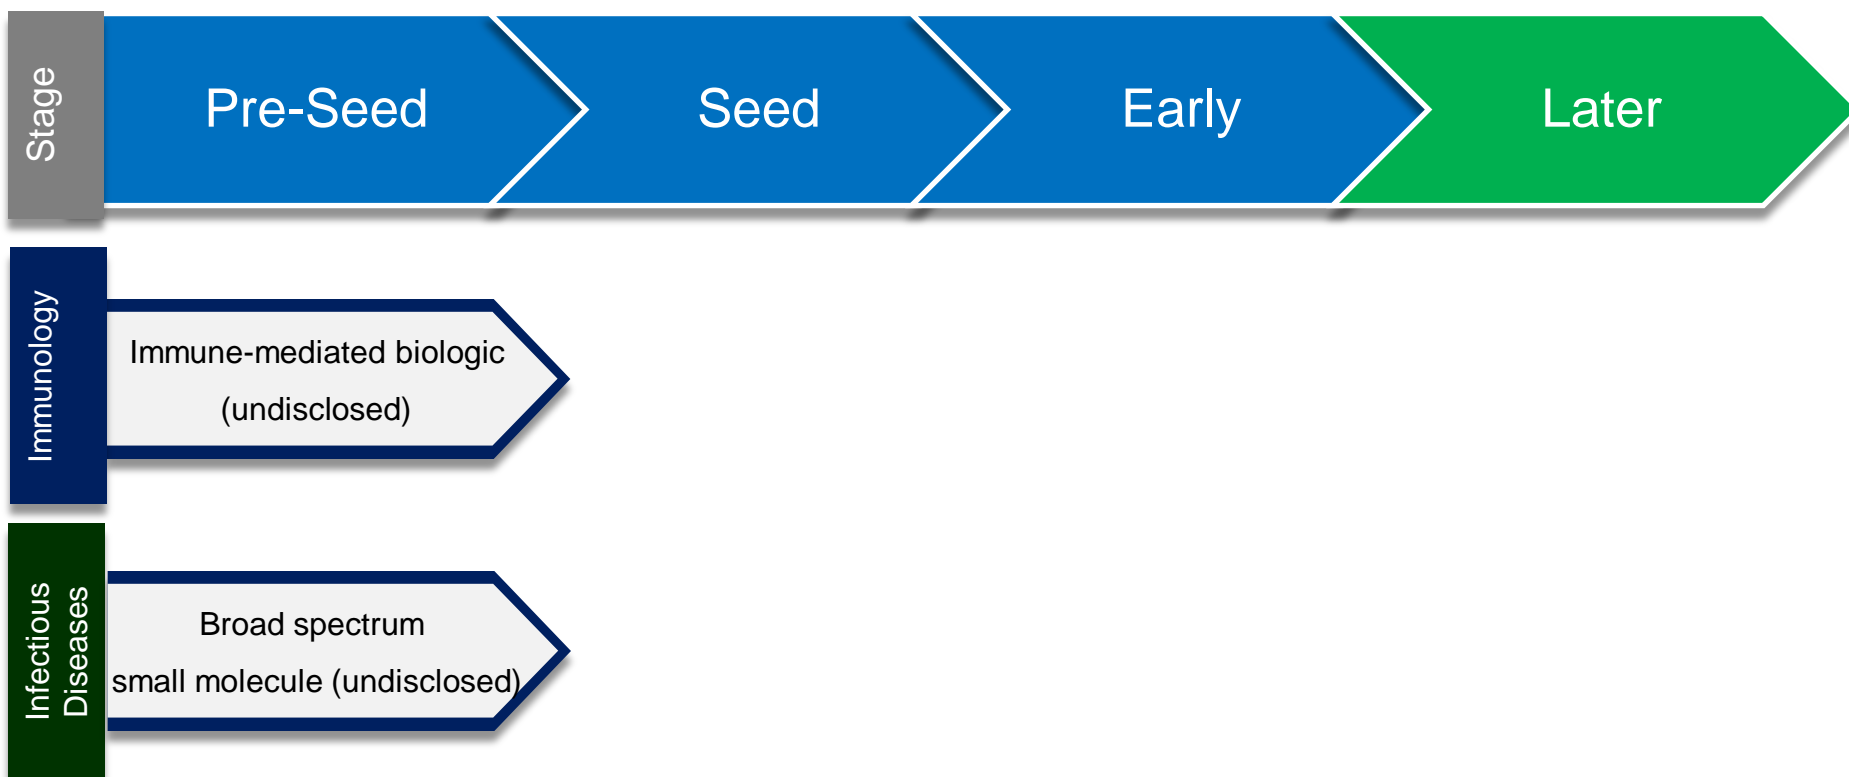 Stage
Pre-Seed
Seed
Early
Later
Immunology
Immune-mediated biologic
(undisclosed)
Infectious
Diseases
Broad spectrum
small molecule (undisclosed)